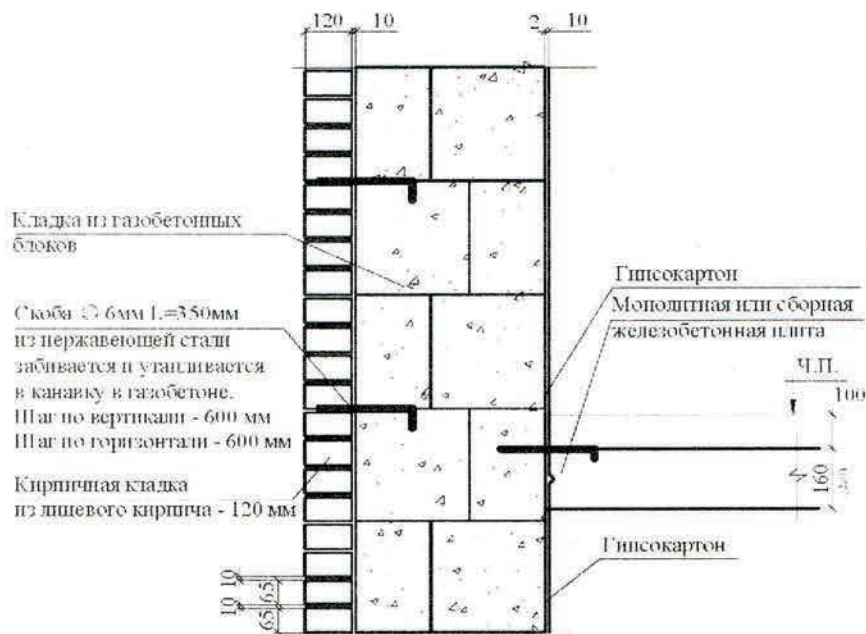 120
10
2
10
Кладка из газобетонных
блоков
Скоба ∅ 6мм L=350мм
из нержавеющей стали
забивается и утапливается
в канавку в газобетоне.
Шаг по вертикали - 600 мм
Шаг по горизонтали - 600 мм
Кирпичная кладка
из лицевого кирпича - 120 мм
10
65
10
65
Гипсокартон
Монолитная или сборная
железобетонная плита
Ч.П.
100
160
Гипсокартон